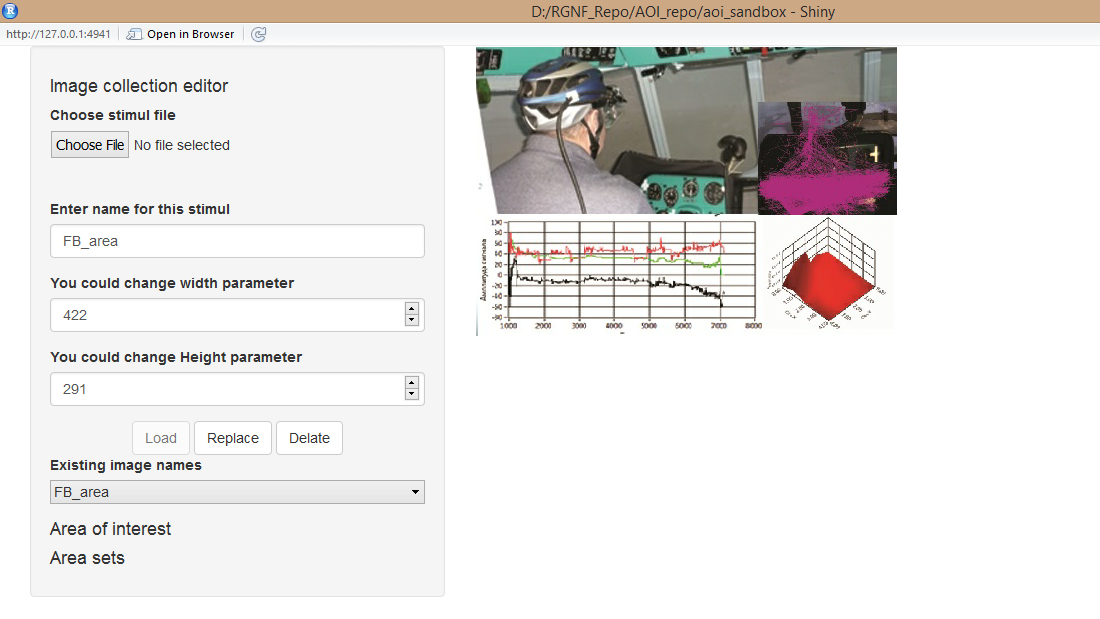 D:/RGNF_Repo/AOI_repo/aoi_sandbox - Shiny
http://127.0.0.1:4941
Open in Browser
Image collection editor
Choose stimul file
Choose File No file selected
Enter name for this stimul
FB_area
You could change width parameter
422
You could change Height parameter
291
Load Replace Delate
Existing image names
FB_area
Area of interest
Area sets
1000 2000 3000 4000 5000 6000 7000 8000